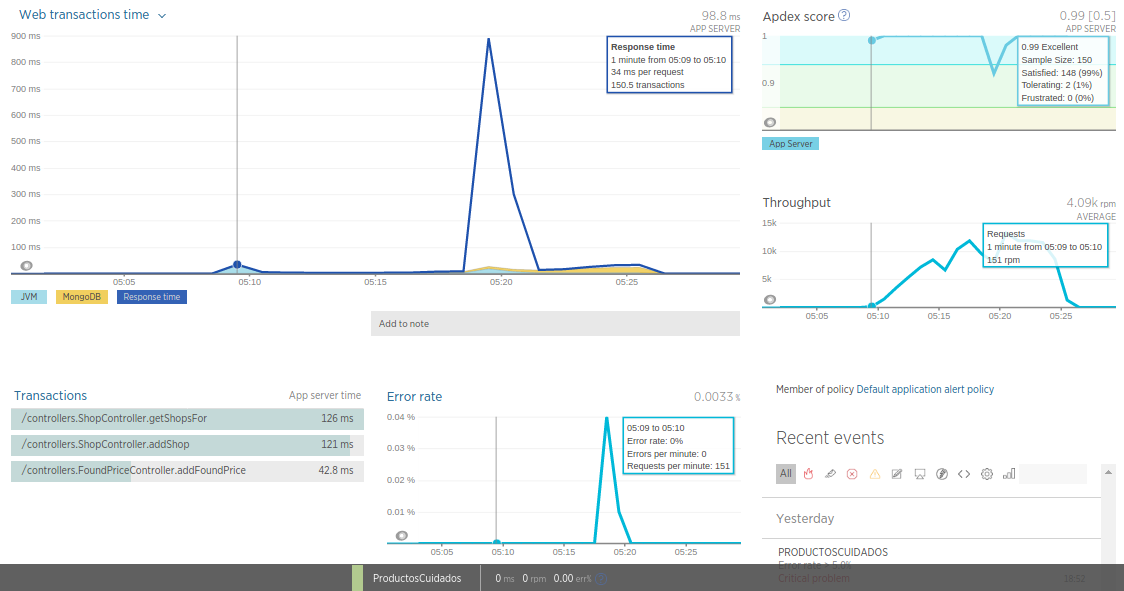 Web transactions time
98.8 ms
APP SERVER
900 ms
800 ms
700 ms
600 ms
500 ms
400 ms
300 ms
200 ms
100 ms
Response time
1 minute from 05:09 to 05:10
34 ms per request
150.5 transactions
05:05
05:10
05:15
05:20
05:25
JVM
MongoDB
Response time
Add to note
Apdex score ?
0.99 [0.5]
APP SERVER
1
0.9
0.99 Excellent
Sample Size: 150
Satisfied: 148 (99%)
Tolerating: 2 (1%)
Frustrated: 0 (0%)
App Server
Throughput
4.09k rpm
AVERAGE
15k
10k
5k
Requests
1 minute from 05:09 to 05:10
151 rpm
05:05
05:10
05:15
05:20
05:25
Transactions
App server time
/controllers.ShopController.getShopsFor 126 ms
/controllers.ShopController.addShop 121 ms
/controllers.FoundPriceController.addFoundPrice 42.8 ms
Error rate
0.0033 %
0.04 %
0.03 %
0.02 %
0.01 %
05:09 to 05:10
Error rate: 0%
Errors per minute: 0
Requests per minute: 151
05:05
05:10
05:15
05:20
05:25
Member of policy Default application alert policy
Recent events
All
Yesterday
PRODUCTOSCUIDADOS
Error rate > 5.0%
Critical problem 18:57
ProductosCuidados 0 ms 0 rpm 0.00 err% ?